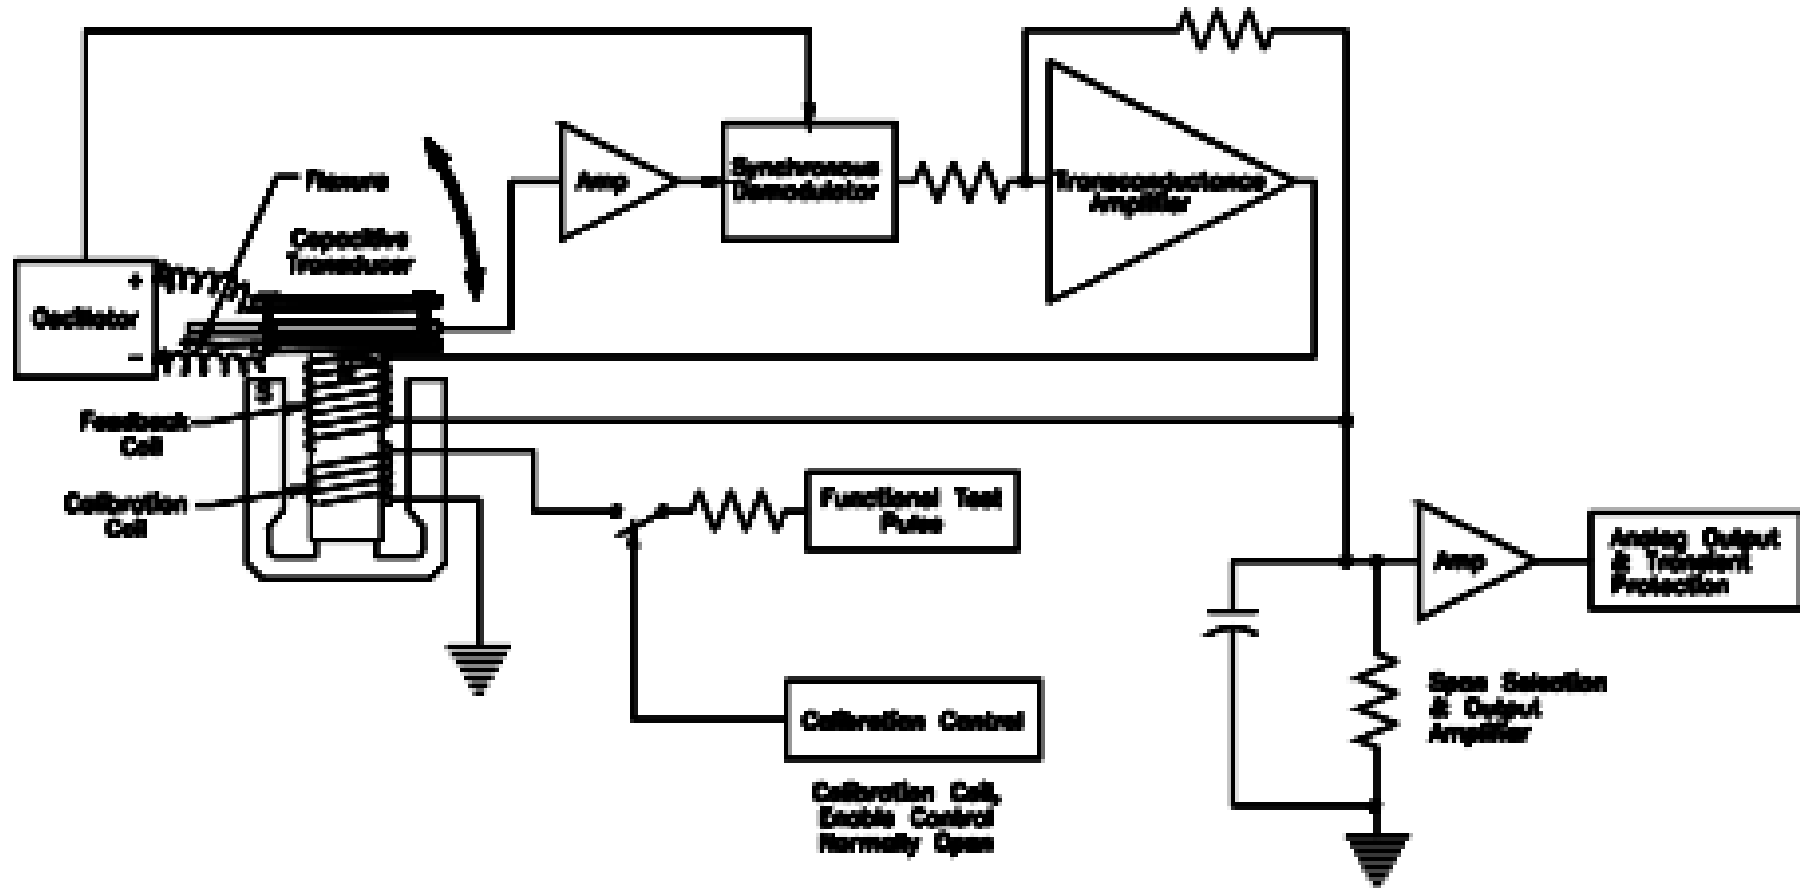 Flexure
Capacitive
Transducer
+
Oscillator
-
Amp
Synchronous
Demodulator
Transconductance
Amplifier
S
Feedback
Coil
Calibration
Coil
Functional Test
Pulse
Calibration Control
Calibration Coil,
Enable Control
Normally Open
Amp
Analog Output
& Transient
Protection
Span Selection
& Output
Amplifier